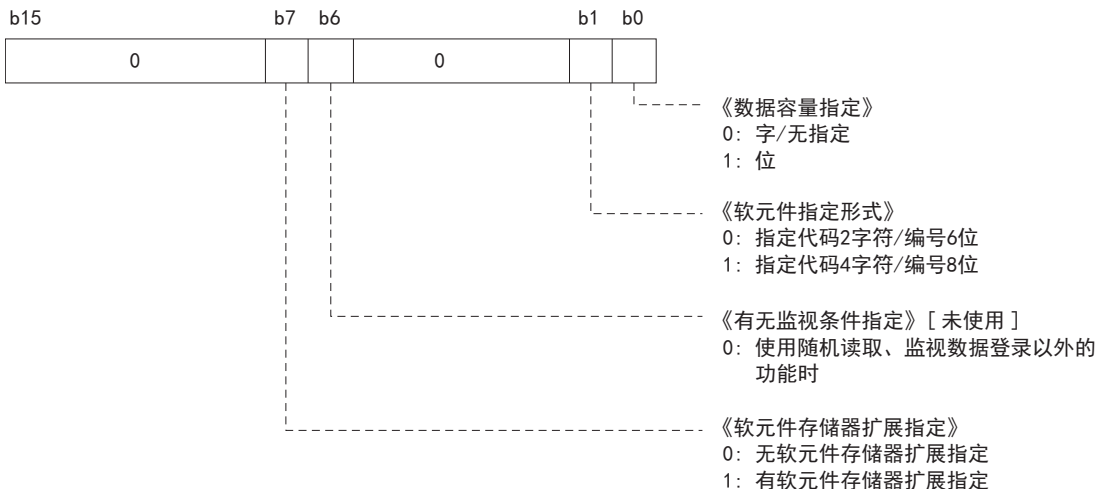 b15 b7 b6 b1 b0
0 0
《数据容量指定》
0: 字/无指定
1: 位
《软元件指定形式》
0: 指定代码2字符/编号6位
1: 指定代码4字符/编号8位
《有无监视条件指定》[ 未使用 ]
0: 使用随机读取、监视数据登录以外的
功能时
《软元件存储器扩展指定》
0: 无软元件存储器扩展指定
1: 有软元件存储器扩展指定